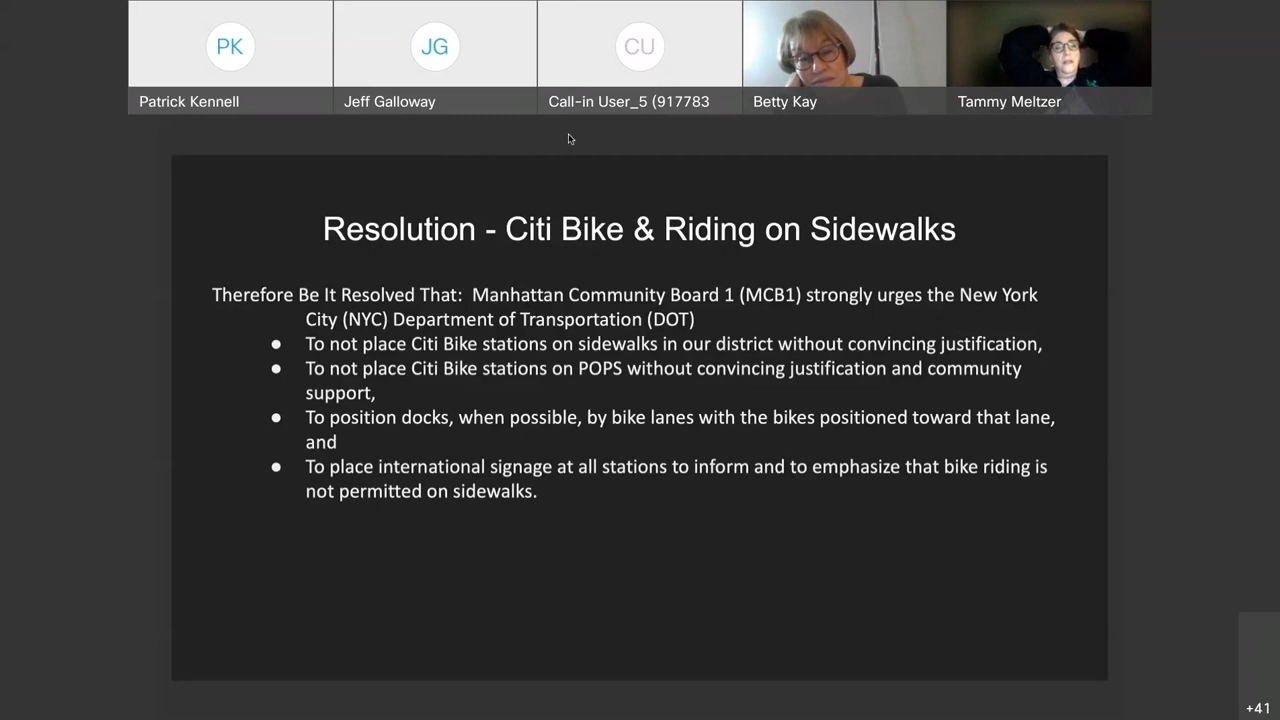 PK
JG
CU
Patrick Kennell
Jeff Galloway
Call-in User_5 (917783
Betty Kay
Tammy Meltzer
Resolution - Citi Bike & Riding on Sidewalks
Therefore Be It Resolved That: Manhattan Community Board 1 (MCB1) strongly urges the New York
City (NYC) Department of Transportation (DOT)
● To not place Citi Bike stations on sidewalks in our district without convincing justification,
● To not place Citi Bike stations on POPS without convincing justification and community
support,
● To position docks, when possible, by bike lanes with the bikes positioned toward that lane,
and
● To place international signage at all stations to inform and to emphasize that bike riding is
not permitted on sidewalks.
+41